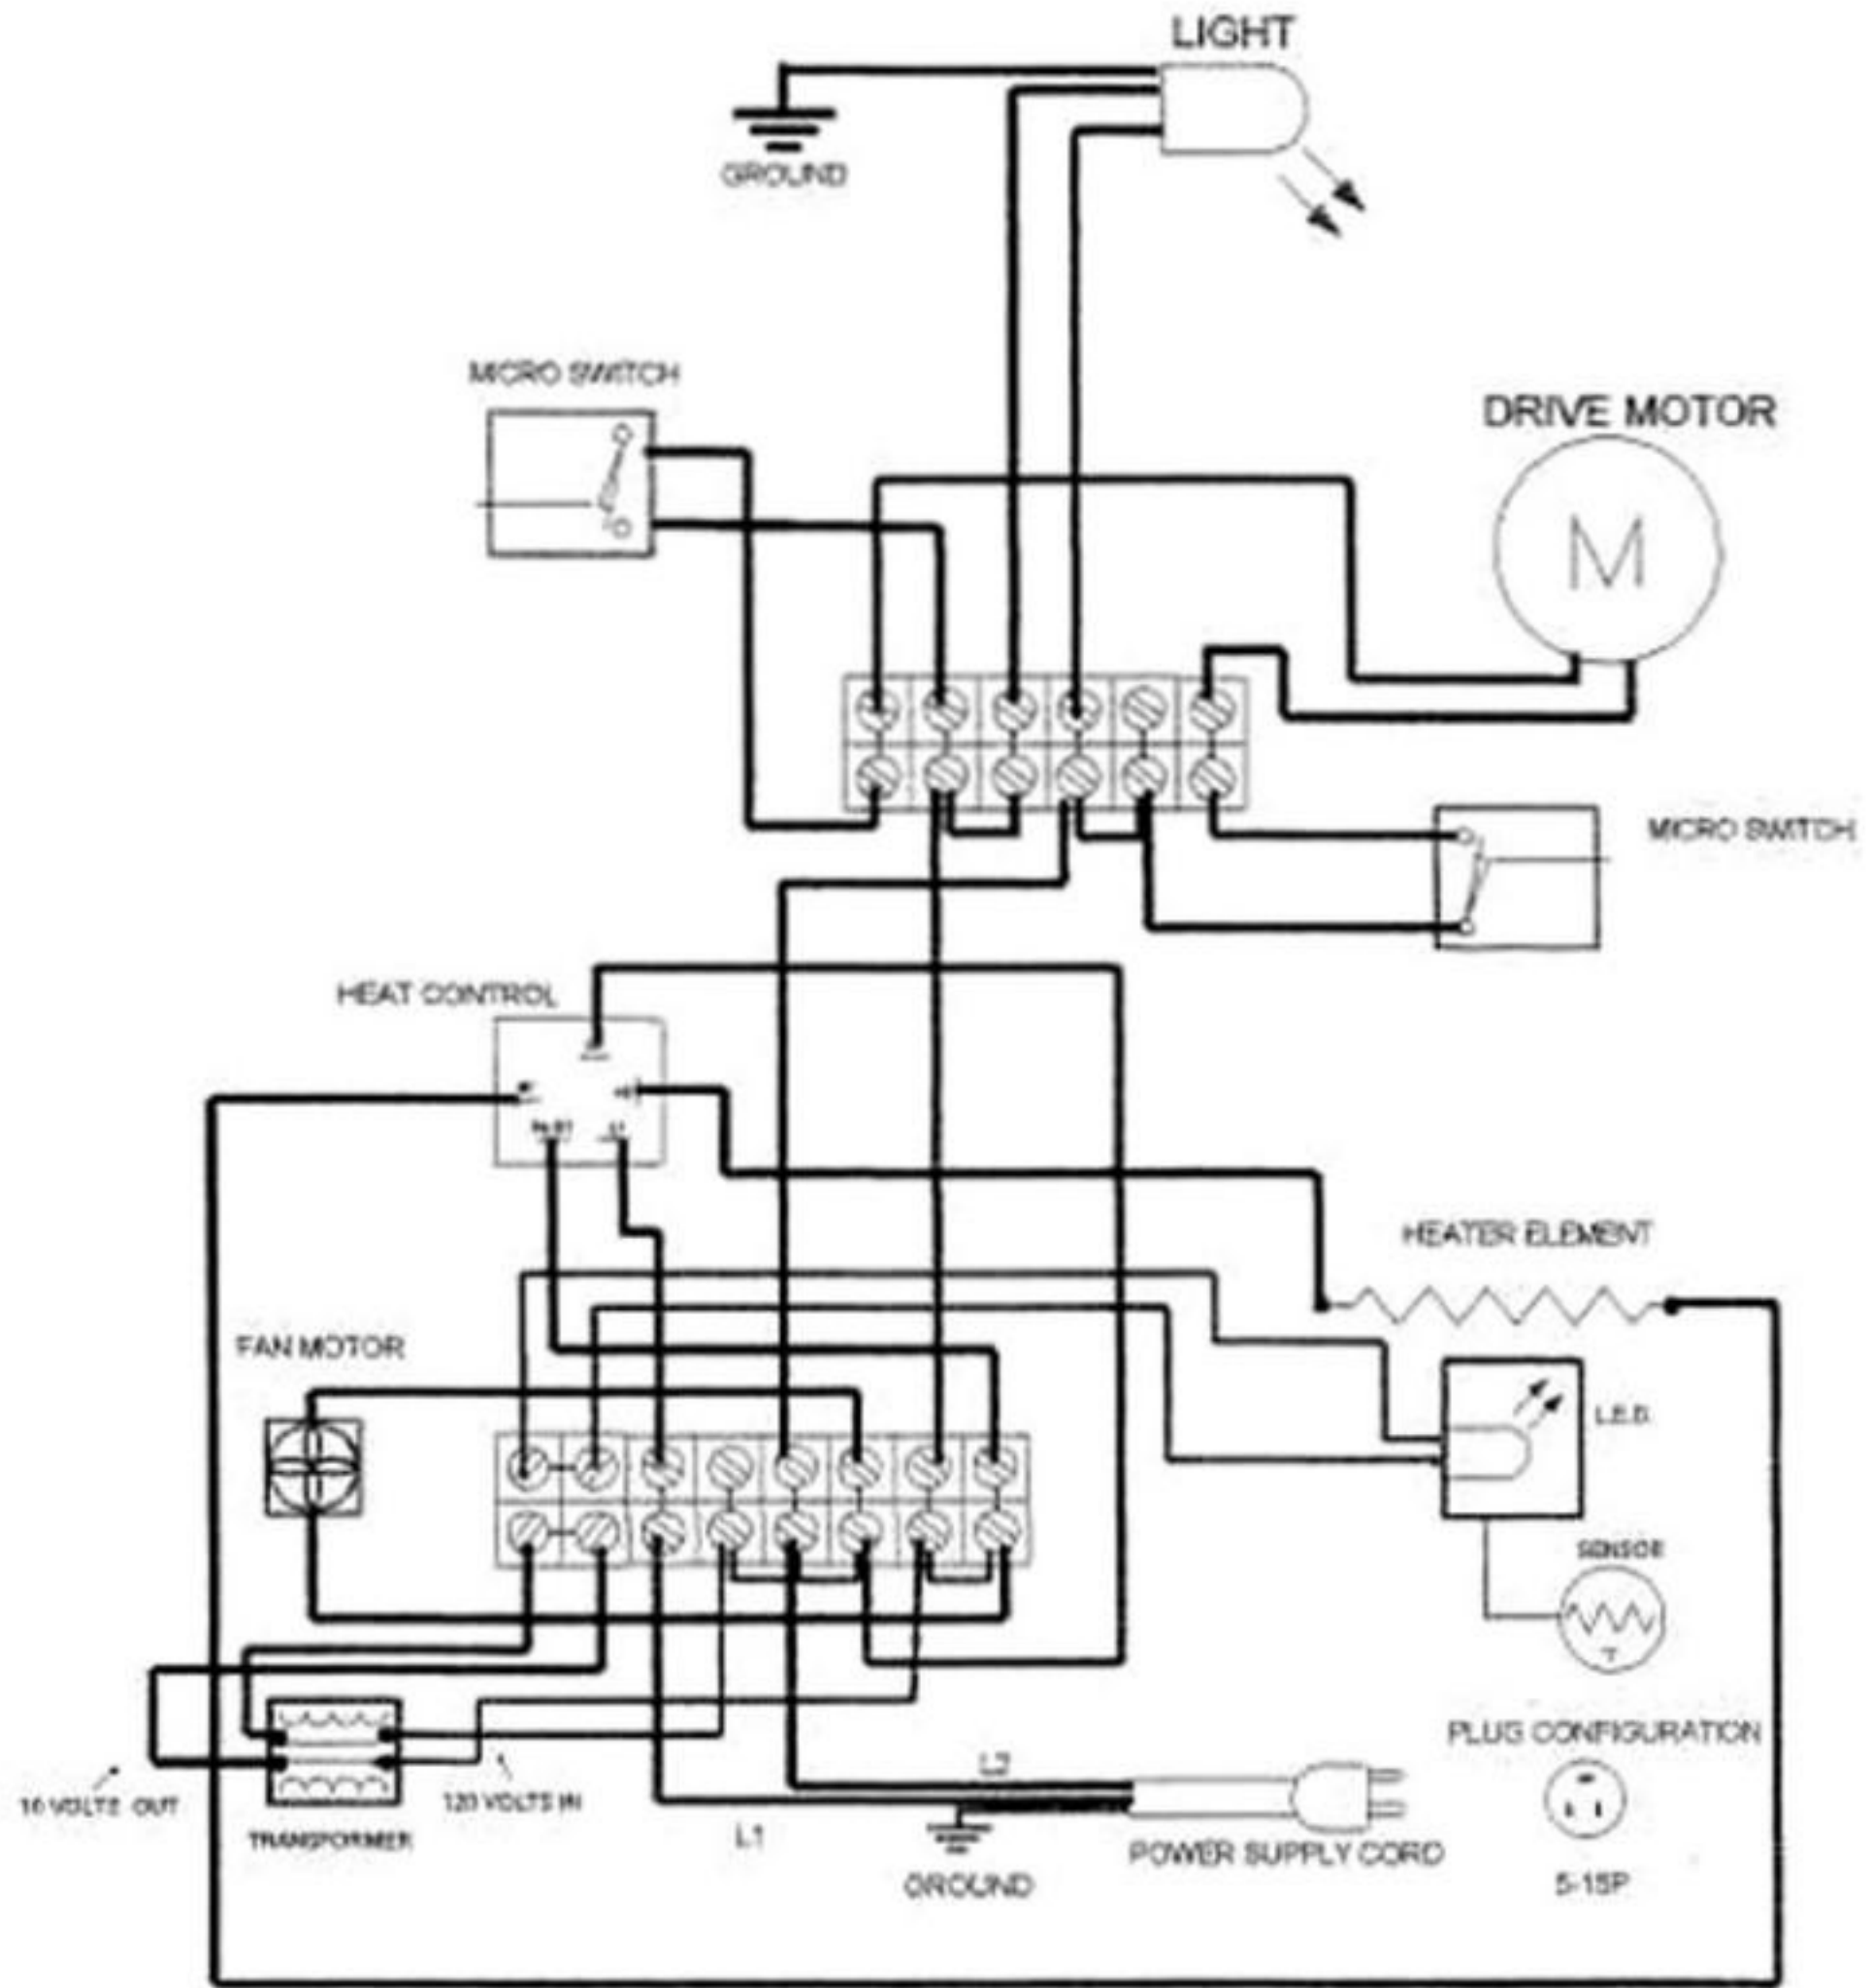 LIGHT
GROUND
MICRO SWITCH
DRIVE MOTOR
M
MICRO SWITCH
HEAT CONTROL
HEATER ELEMENT
FAN MOTOR
L.E.D.
SENSOR
T
PLUG CONFIGURATION
L2
VOLTS OUT
120 VOLTS IN
TRANSFORMER
L1
POWER SUPPLY CORD
GROUND
5-15P